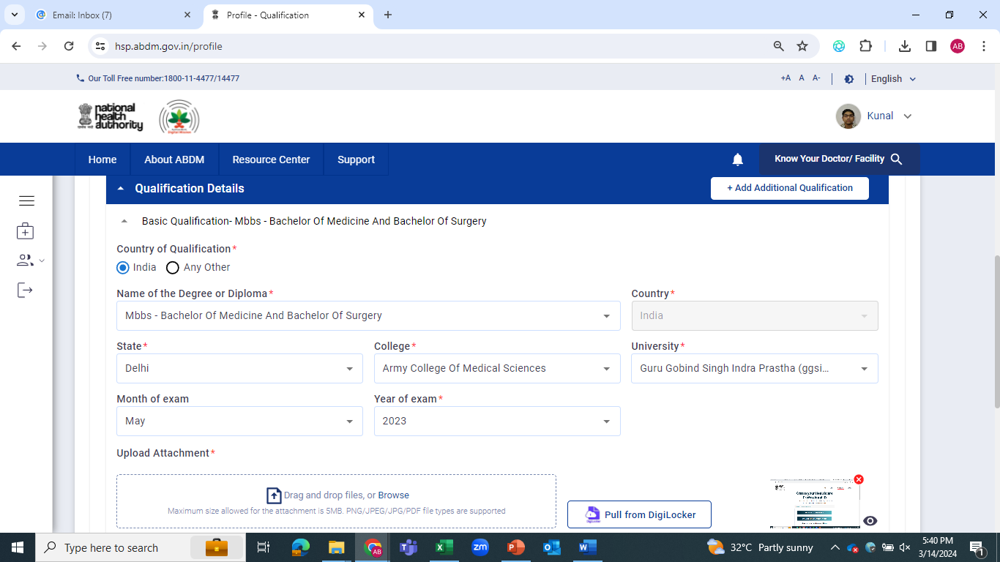 Email: Inbox (7)
Profile - Qualification
hsp.abdm.gov.in/profile
AB
Our Toll Free number:1800-11-4477/14477
+A A A-
English
national
health
authority
Kunal
Home About ABDM Resource Center Support
Know Your Doctor/ Facility
Qualification Details
+ Add Additional Qualification
Basic Qualification- Mbbs - Bachelor Of Medicine And Bachelor Of Surgery
Country of Qualification*
India Any Other
Name of the Degree or Diploma* Country*
Mbbs - Bachelor Of Medicine And Bachelor Of Surgery India
State* College* University*
Delhi Army College Of Medical Sciences Guru Gobind Singh Indra Prastha (ggsi...
Month of exam Year of exam*
May 2023
Upload Attachment*
Drag and drop files, or Browse
Maximum size allowed for the attachment is 5MB. PNG/JPEG/JPG/PDF file types are supported
Pull from DigiLocker
Type here to search
AB
zm
32°C Partly sunny
5:40 PM
3/14/2024
1